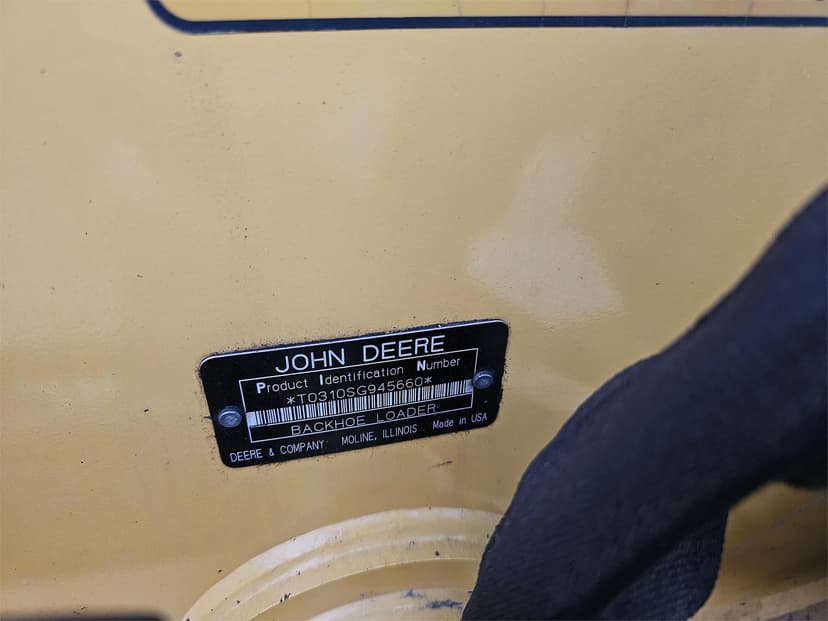 JOHN DEERE
Product Identification Number
*T0310SG945660*
BACKHOE LOADER
DEERE & COMPANY MOLINE, ILLINOIS Made in USA